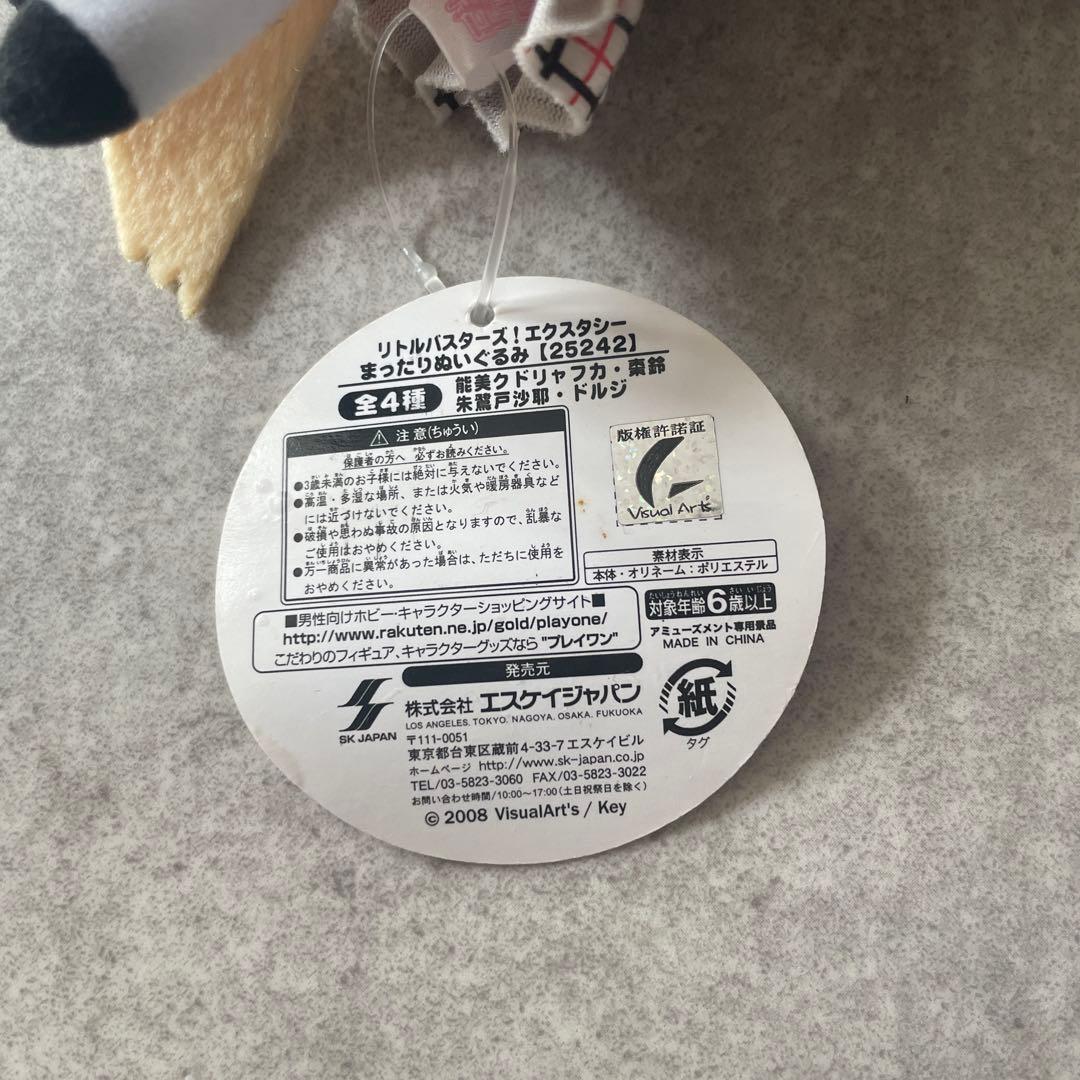 リトルバスターズ！エクスタシー
まったりぬいぐるみ【25242】
全4種
能美クドリャフカ・棗鈴
朱鷺戸沙耶・ドルジ
注意(ちゅうい)
保護者の方へ 必ずお読みください。
●3歳未満のお子様には絶対に与えないでください。
●高温・多湿な場所、または火気や暖房器具など
には近づけないでください。
●破損や思わぬ事故の原因となりますので、乱暴な
ご使用はおやめください。
●万一商品に異常があった場合は、ただちに使用を
おやめください。
版権許諾証
Visual Art's
素材表示
本体・オリネーム：ポリエステル
対象年齢6歳以上
たいしょうねんれい さいいじょう
アミューズメント専用景品
MADE IN CHINA
■男性向けホビー・キャラクターショッピングサイト■
http://www.rakuten.ne.jp/gold/playone/
こだわりのフィギュア、キャラクターグッズなら"プレイワン"
発売元
SK JAPAN
株式会社 エスケイジャパン
LOS ANGELES. TOKYO. NAGOYA. OSAKA. FUKUOKA
〒111-0051
東京都台東区蔵前4-33-7エスケイビル
ホームページ http://www.sk-japan.co.jp
TEL/03-5823-3060 FAX/03-5823-3022
お問い合わせ時間/10:00〜17:00(土日祝祭日を除く)
© 2008 VisualArt's / Key
紙
タグ